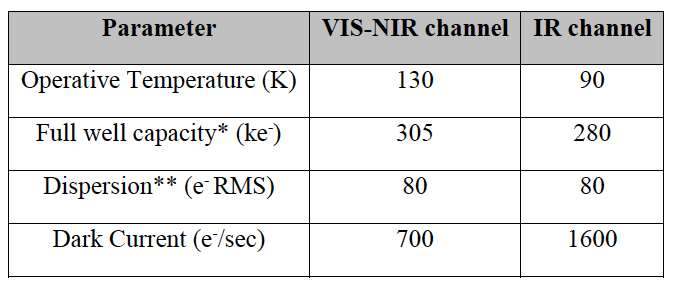 Parameter VIS-NIR channel IR channel
Operative Temperature (K) 130 90
Full well capacity* (ke⁻) 305 280
Dispersion** (e⁻ RMS) 80 80
Dark Current (e⁻/sec) 700 1600